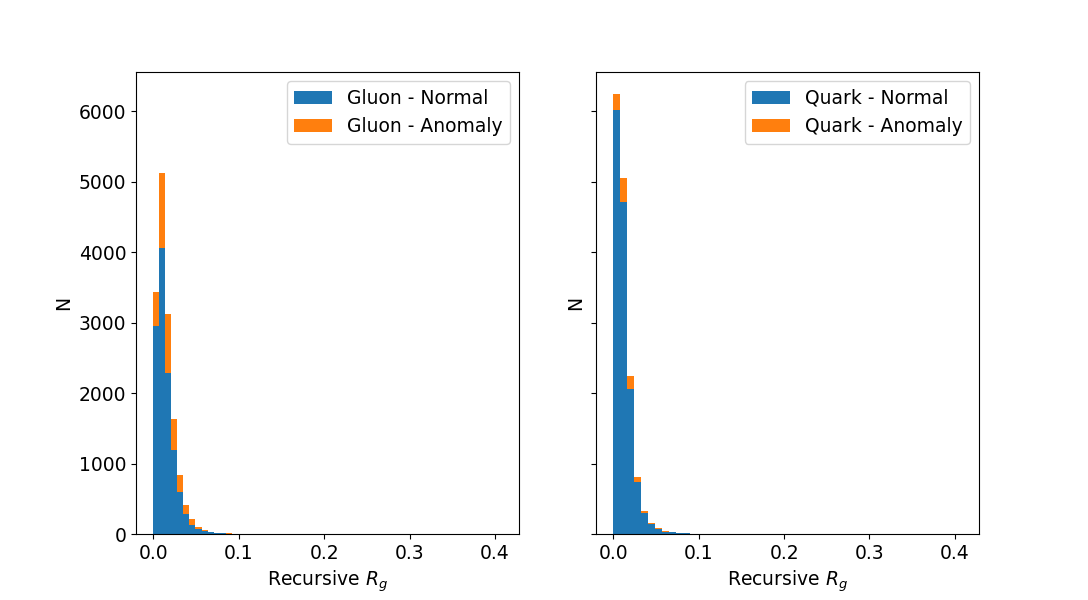 Gluon - Normal
Gluon - Anomaly
6000
5000
4000
3000
2000
1000
0
N
0.0 0.1 0.2 0.3 0.4
Recursive $R_g$
Quark - Normal
Quark - Anomaly
N
0.0 0.1 0.2 0.3 0.4
Recursive $R_g$